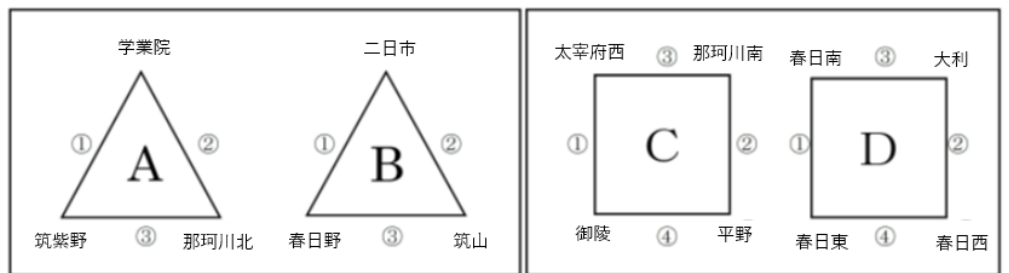 学業院
二日市
① ②
A
① ②
B
筑紫野 ③ 那珂川北
春日野 ③ 筑山
太宰府西 ③ 那珂川南
春日南 ③ 大利
① C ②
① D ②
御陵 ④ 平野
春日東 ④ 春日西